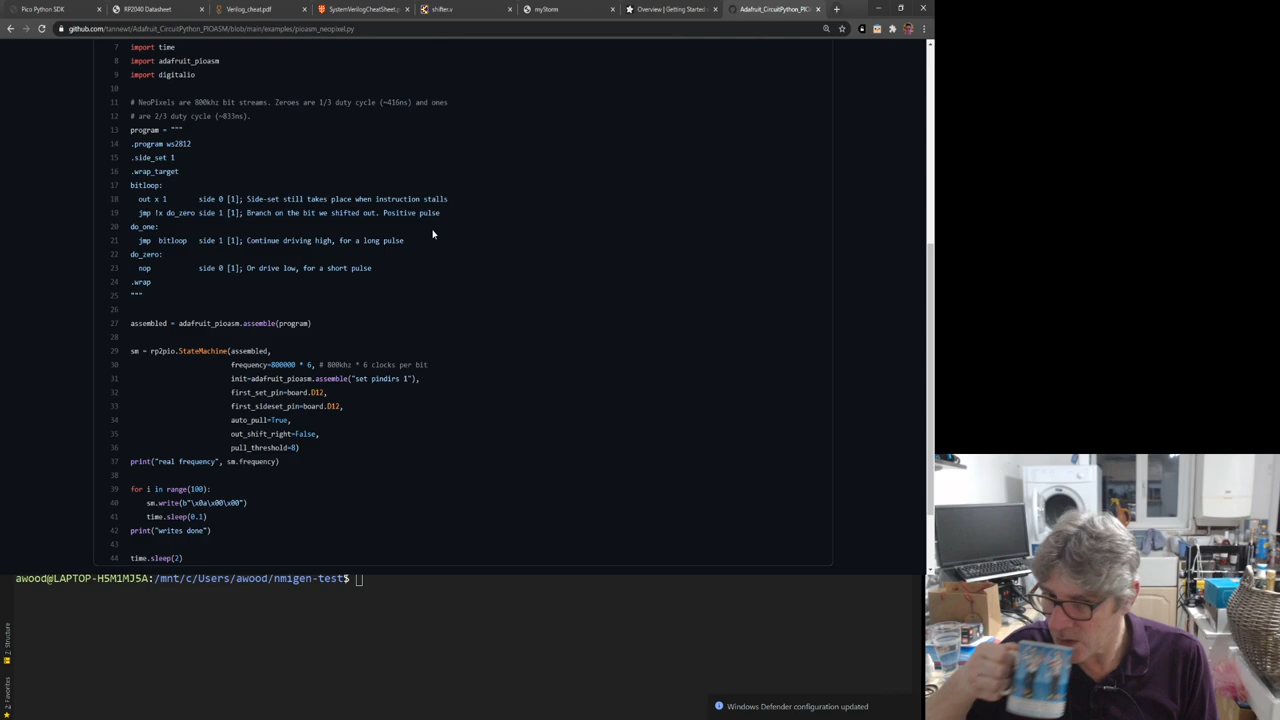 Pico Python SDK
RP2040 Datasheet
Verilog_cheat.pdf
SystemVerilogCheatSheet.p
shifter.v
myStorm
Overview | Getting Started
Adafruit_CircuitPython_PIOASM/
github.com/tannewt/Adafruit_CircuitPython_PIOASM/blob/main/examples/pioasm_neopixel.py
7 import time
8 import adafruit_pioasm
9 import digitalio
10
11 # NeoPixels are 800khz bit streams. Zeroes are 1/3 duty cycle (~416ns) and ones
12 # are 2/3 duty cycle (~833ns).
13 program = """
14 .program ws2812
15 .side_set 1
16 .wrap_target
17 bitloop:
18 out x 1 side 0 [1]; Side-set still takes place when instruction stalls
19 jmp !x do_zero side 1 [1]; Branch on the bit we shifted out. Positive pulse
20 do_one:
21 jmp bitloop side 1 [1]; Continue driving high, for a long pulse
22 do_zero:
23 nop side 0 [1]; Or drive low, for a short pulse
24 .wrap
25 """
26
27 assembled = adafruit_pioasm.assemble(program)
28
29 sm = rp2pio.StateMachine(assembled,
30 frequency=800000 * 6, # 800khz * 6 clocks per bit
31 init=adafruit_pioasm.assemble("set pindirs 1"),
32 first_set_pin=board.D12,
33 first_sideset_pin=board.D12,
34 auto_pull=True,
35 out_shift_right=False,
36 pull_threshold=8)
37 print("real frequency", sm.frequency)
38
39 for i in range(100):
40 sm.write(b"\x0a\x00\x00")
41 time.sleep(0.1)
42 print("writes done")
43
44 time.sleep(2)
awood@LAPTOP-H5M1MJ5A:/mnt/c/Users/awood/nmigen-test$
Z: Structure
2: Favorites
Windows Defender configuration updated